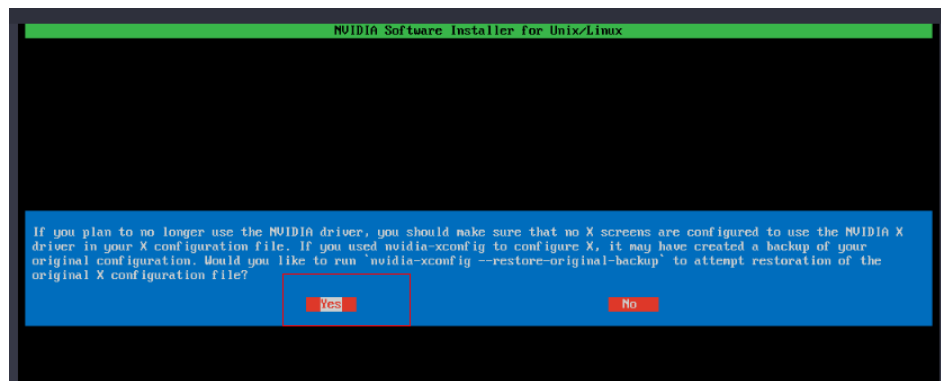 NVIDIA Software Installer for Unix/Linux
If you plan to no longer use the NVIDIA driver, you should make sure that no X screens are configured to use the NVIDIA X
driver in your X configuration file. If you used nvidia-xconfig to configure X, it may have created a backup of your
original configuration. Would you like to run `nvidia-xconfig --restore-original-backup` to attempt restoration of the
original X configuration file?
Yes No